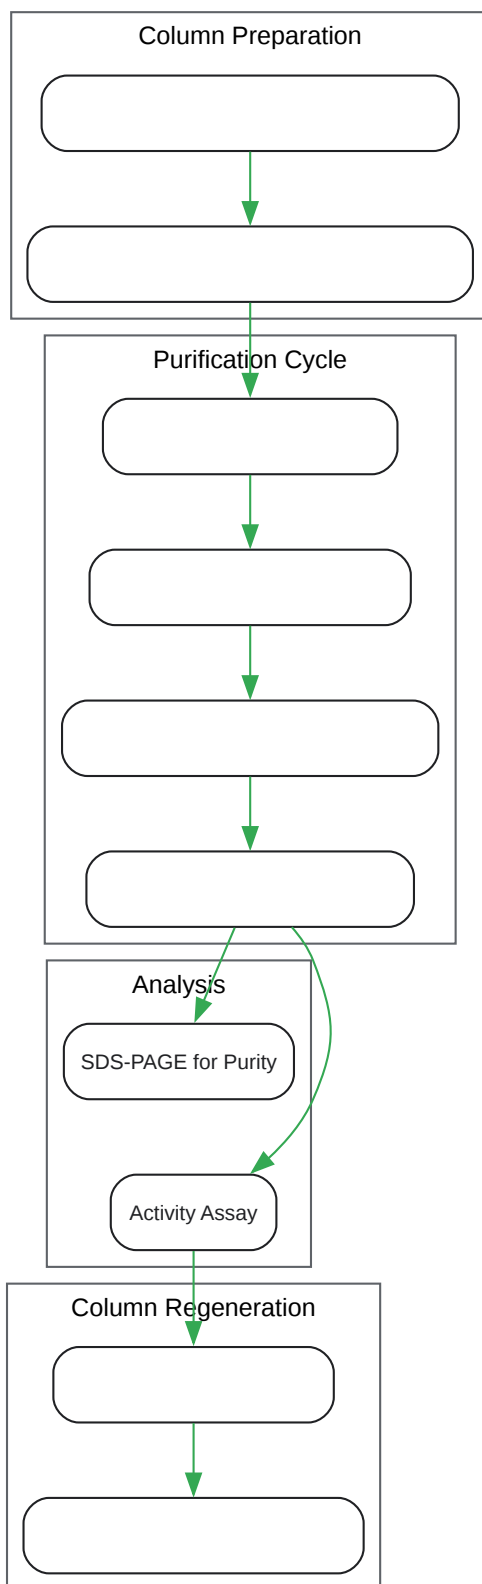 Column Preparation
Purification Cycle
Analysis
SDS-PAGE for Purity
Activity Assay
Column Regeneration